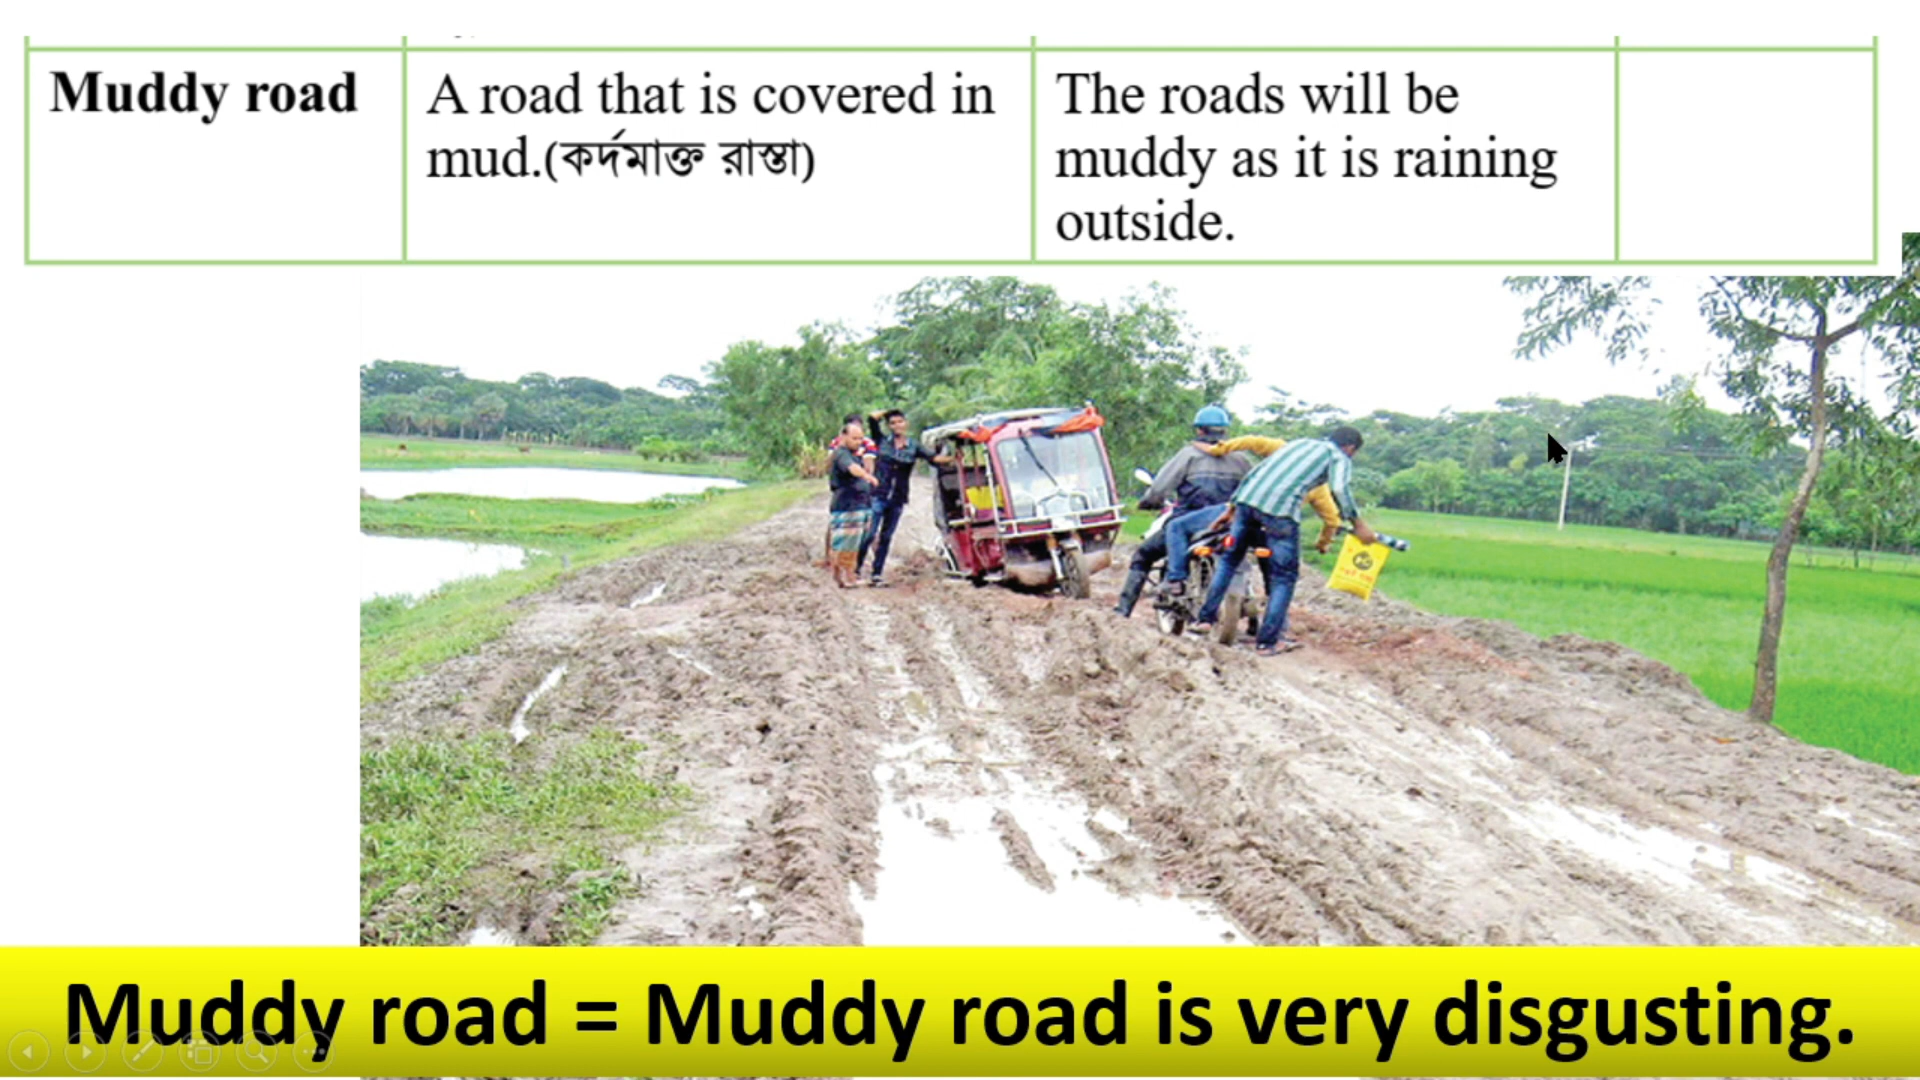 Muddy road
A road that is covered in
mud.(কর্দমাক্ত রাস্তা)
The roads will be
muddy as it is raining
outside.
Muddy road = Muddy road is very disgusting.